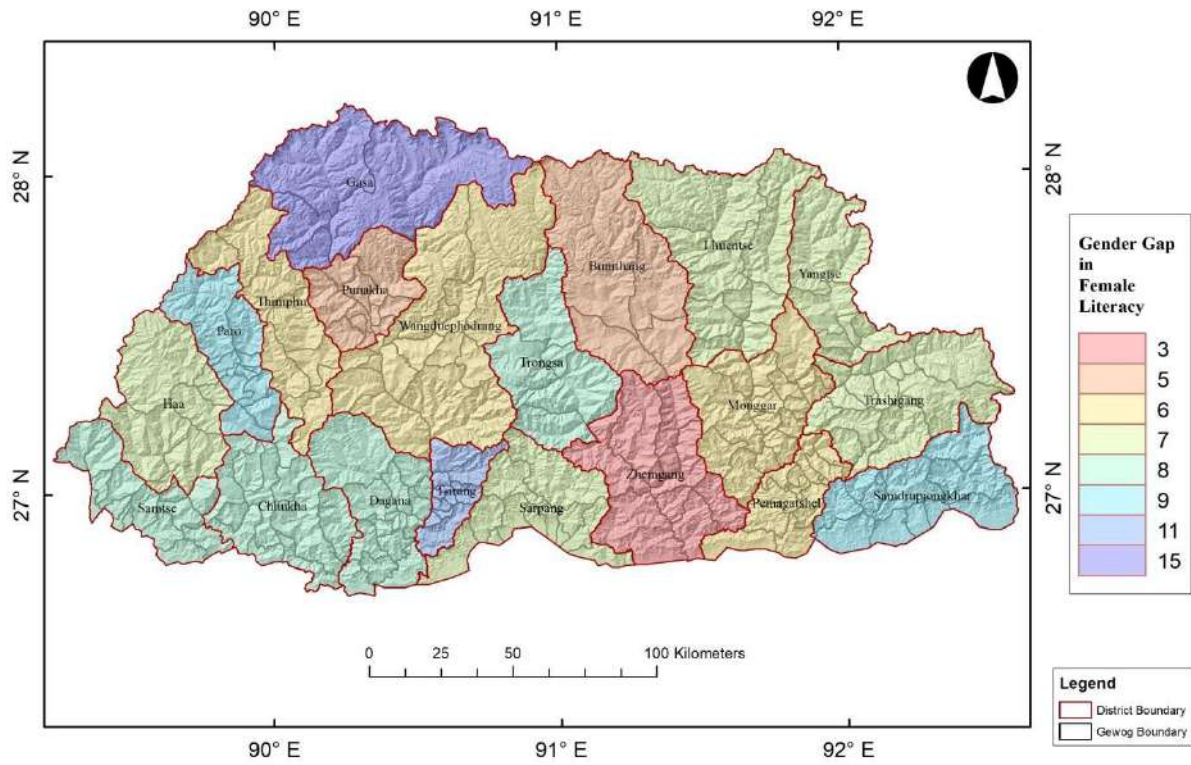 90° E 91° E 92° E
28° N
28° N
Gasa
Lhuentse
Bumthang
Yangtse
Punakha
Thimphu
Wangduephodrang
Paro
Trongsa
Haa
Monggar
Trashigang
Zhemgang
Dagana
Tsirang
Sarpang
Pemagatshel
Samdrupjongkhar
Samtse
Chhukha
27° N
27° N
Gender Gap
in
Female
Literacy
3
5
6
7
8
9
11
15
0 25 50 100 Kilometers
Legend
District Boundary
Gewog Boundary
90° E 91° E 92° E